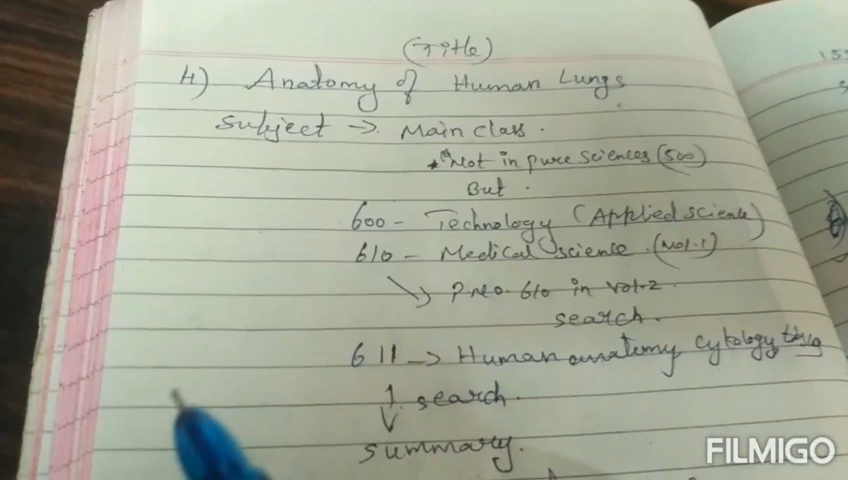 (Title)
4) Anatomy of Human Lungs
Subject → Main class.
* Not in pure sciences (500)
But.
600 - Technology (Applied science)
610 - Medical science. (Vol.1)
P.No. 610 in vol-2
search.
611 → Human anatomy Cytology
search.
summary.
155
FILMIGO